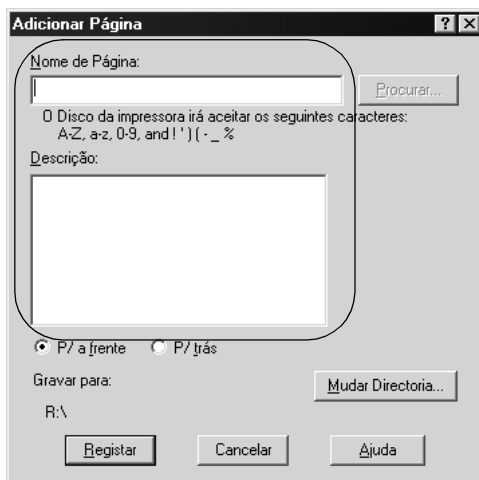 Adicionar Página
Nome de Página:
Procurar...
O Disco da impressora irá aceitar os seguintes caracteres:
A-Z, a-z, 0-9, and ! ' ) ( - _ %
Descrição:
P/ a frente P/ trás
Gravar para:
Mudar Directoria...
R:\
Registar Cancelar Ajuda